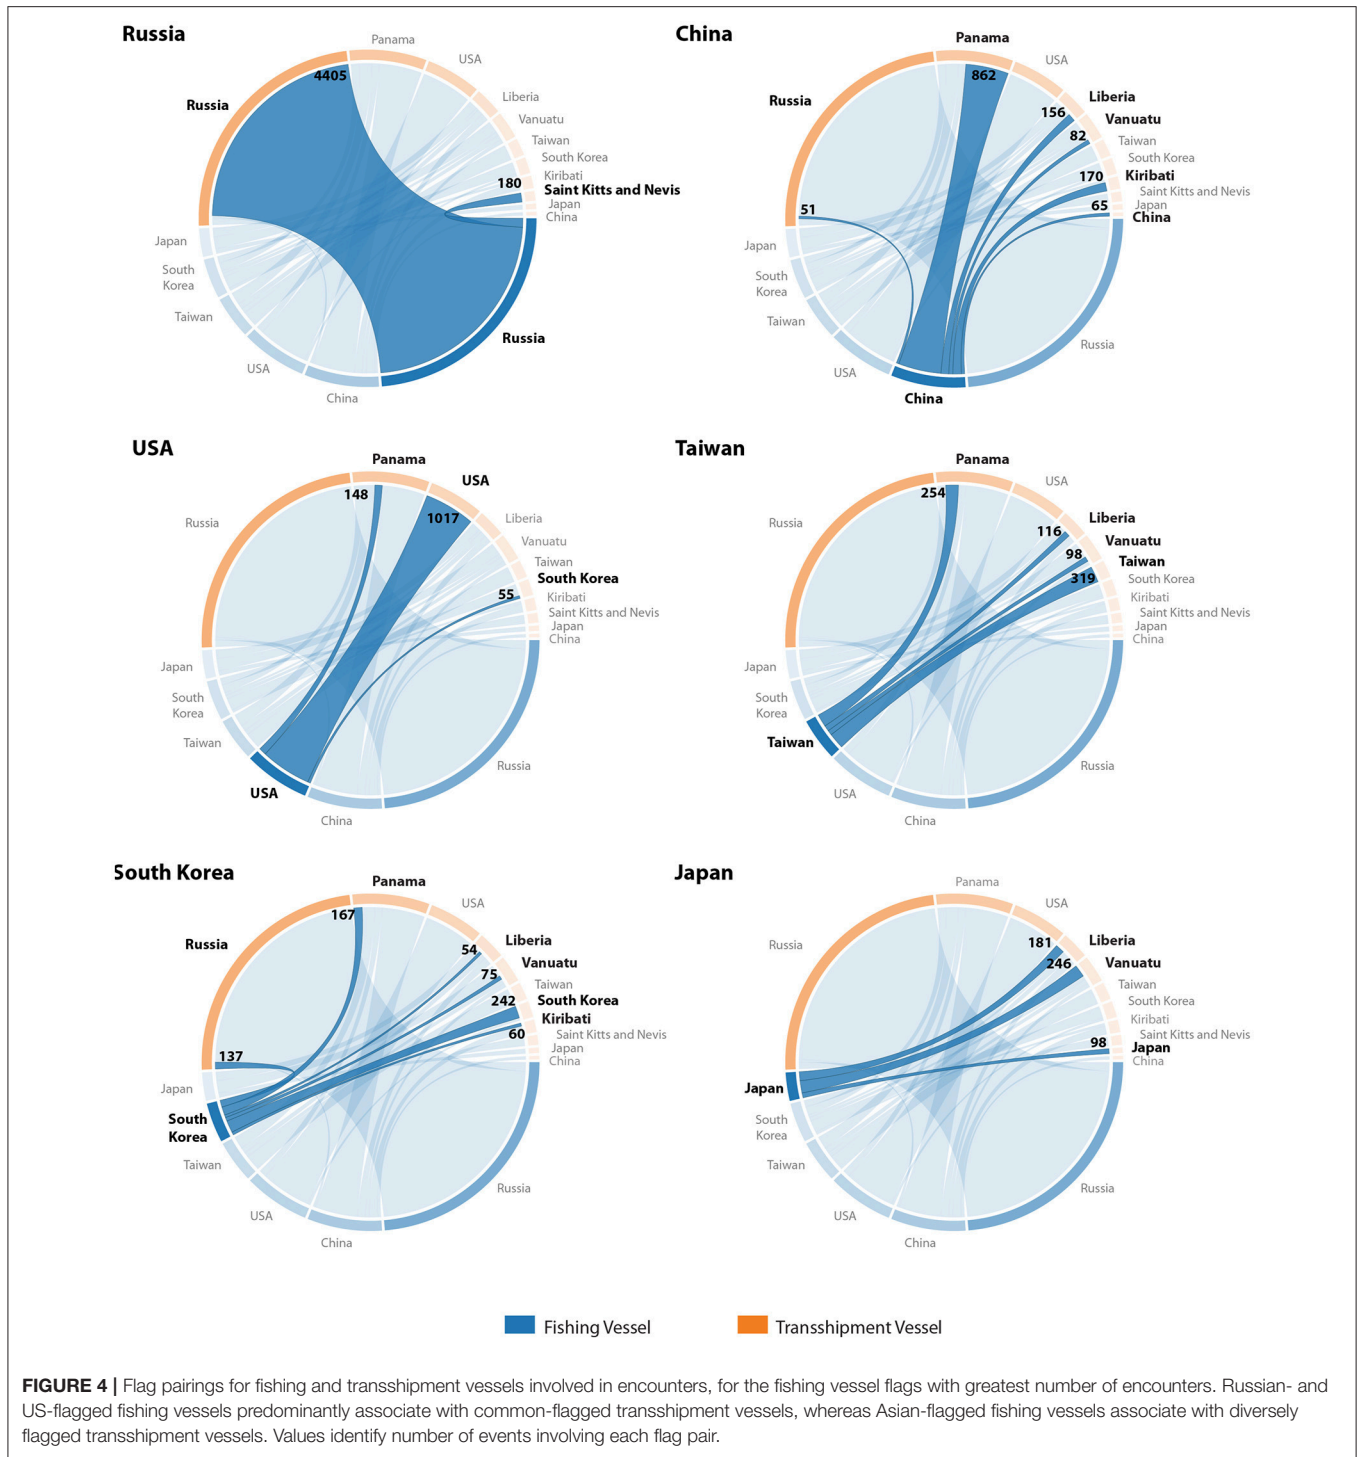 Russia
Panama
USA
4405
Liberia
Russia
Vanuatu
Taiwan
South Korea
Kiribati
180
Saint Kitts and Nevis
Japan
China
Japan
South
Korea
Taiwan
Russia
USA
China
China
Panama
USA
862
Liberia
Russia
156
Vanuatu
82
Taiwan
South Korea
170
Kiribati
Saint Kitts and Nevis
65
Japan
51
China
Japan
South
Korea
Taiwan
Russia
USA
China
USA
Panama
USA
148
1017
Liberia
Russia
Vanuatu
Taiwan
South Korea
55
Kiribati
Saint Kitts and Nevis
Japan
China
Japan
South
Korea
Taiwan
Russia
USA
China
Taiwan
Panama
USA
254
Liberia
Russia
116
Vanuatu
98
Taiwan
319
South Korea
Kiribati
Saint Kitts and Nevis
Japan
China
Japan
South
Korea
Taiwan
Russia
USA
China
South Korea
Panama
USA
167
Liberia
Russia
54
Vanuatu
75
Taiwan
242
South Korea
Kiribati
60
Saint Kitts and Nevis
Japan
137
China
Japan
South
Korea
Taiwan
Russia
USA
China
Japan
Panama
USA
181
Liberia
Russia
246
Vanuatu
Taiwan
South Korea
Kiribati
Saint Kitts and Nevis
98
Japan
China
Japan
South
Korea
Taiwan
Russia
USA
China
Fishing Vessel
Transshipment Vessel
FIGURE 4 | Flag pairings for fishing and transshipment vessels involved in encounters, for the fishing vessel flags with greatest number of encounters. Russian- and
US-flagged fishing vessels predominantly associate with common-flagged transshipment vessels, whereas Asian-flagged fishing vessels associate with diversely
flagged transshipment vessels. Values identify number of events involving each flag pair.